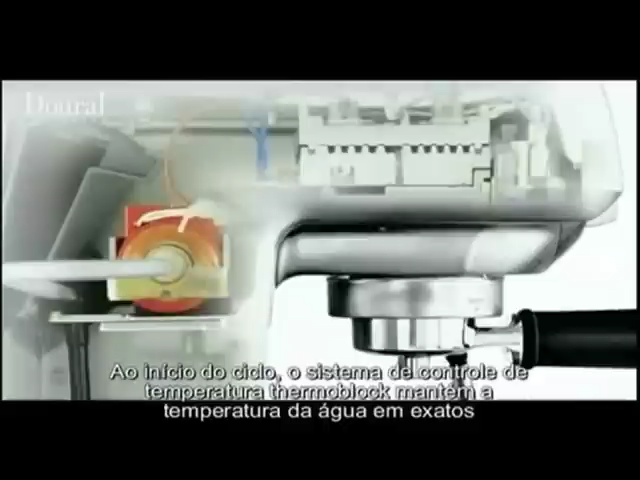 Doural
Ao início do ciclo, o sistema de controle de
temperatura thermoblock mantém a
temperatura da água em exatos